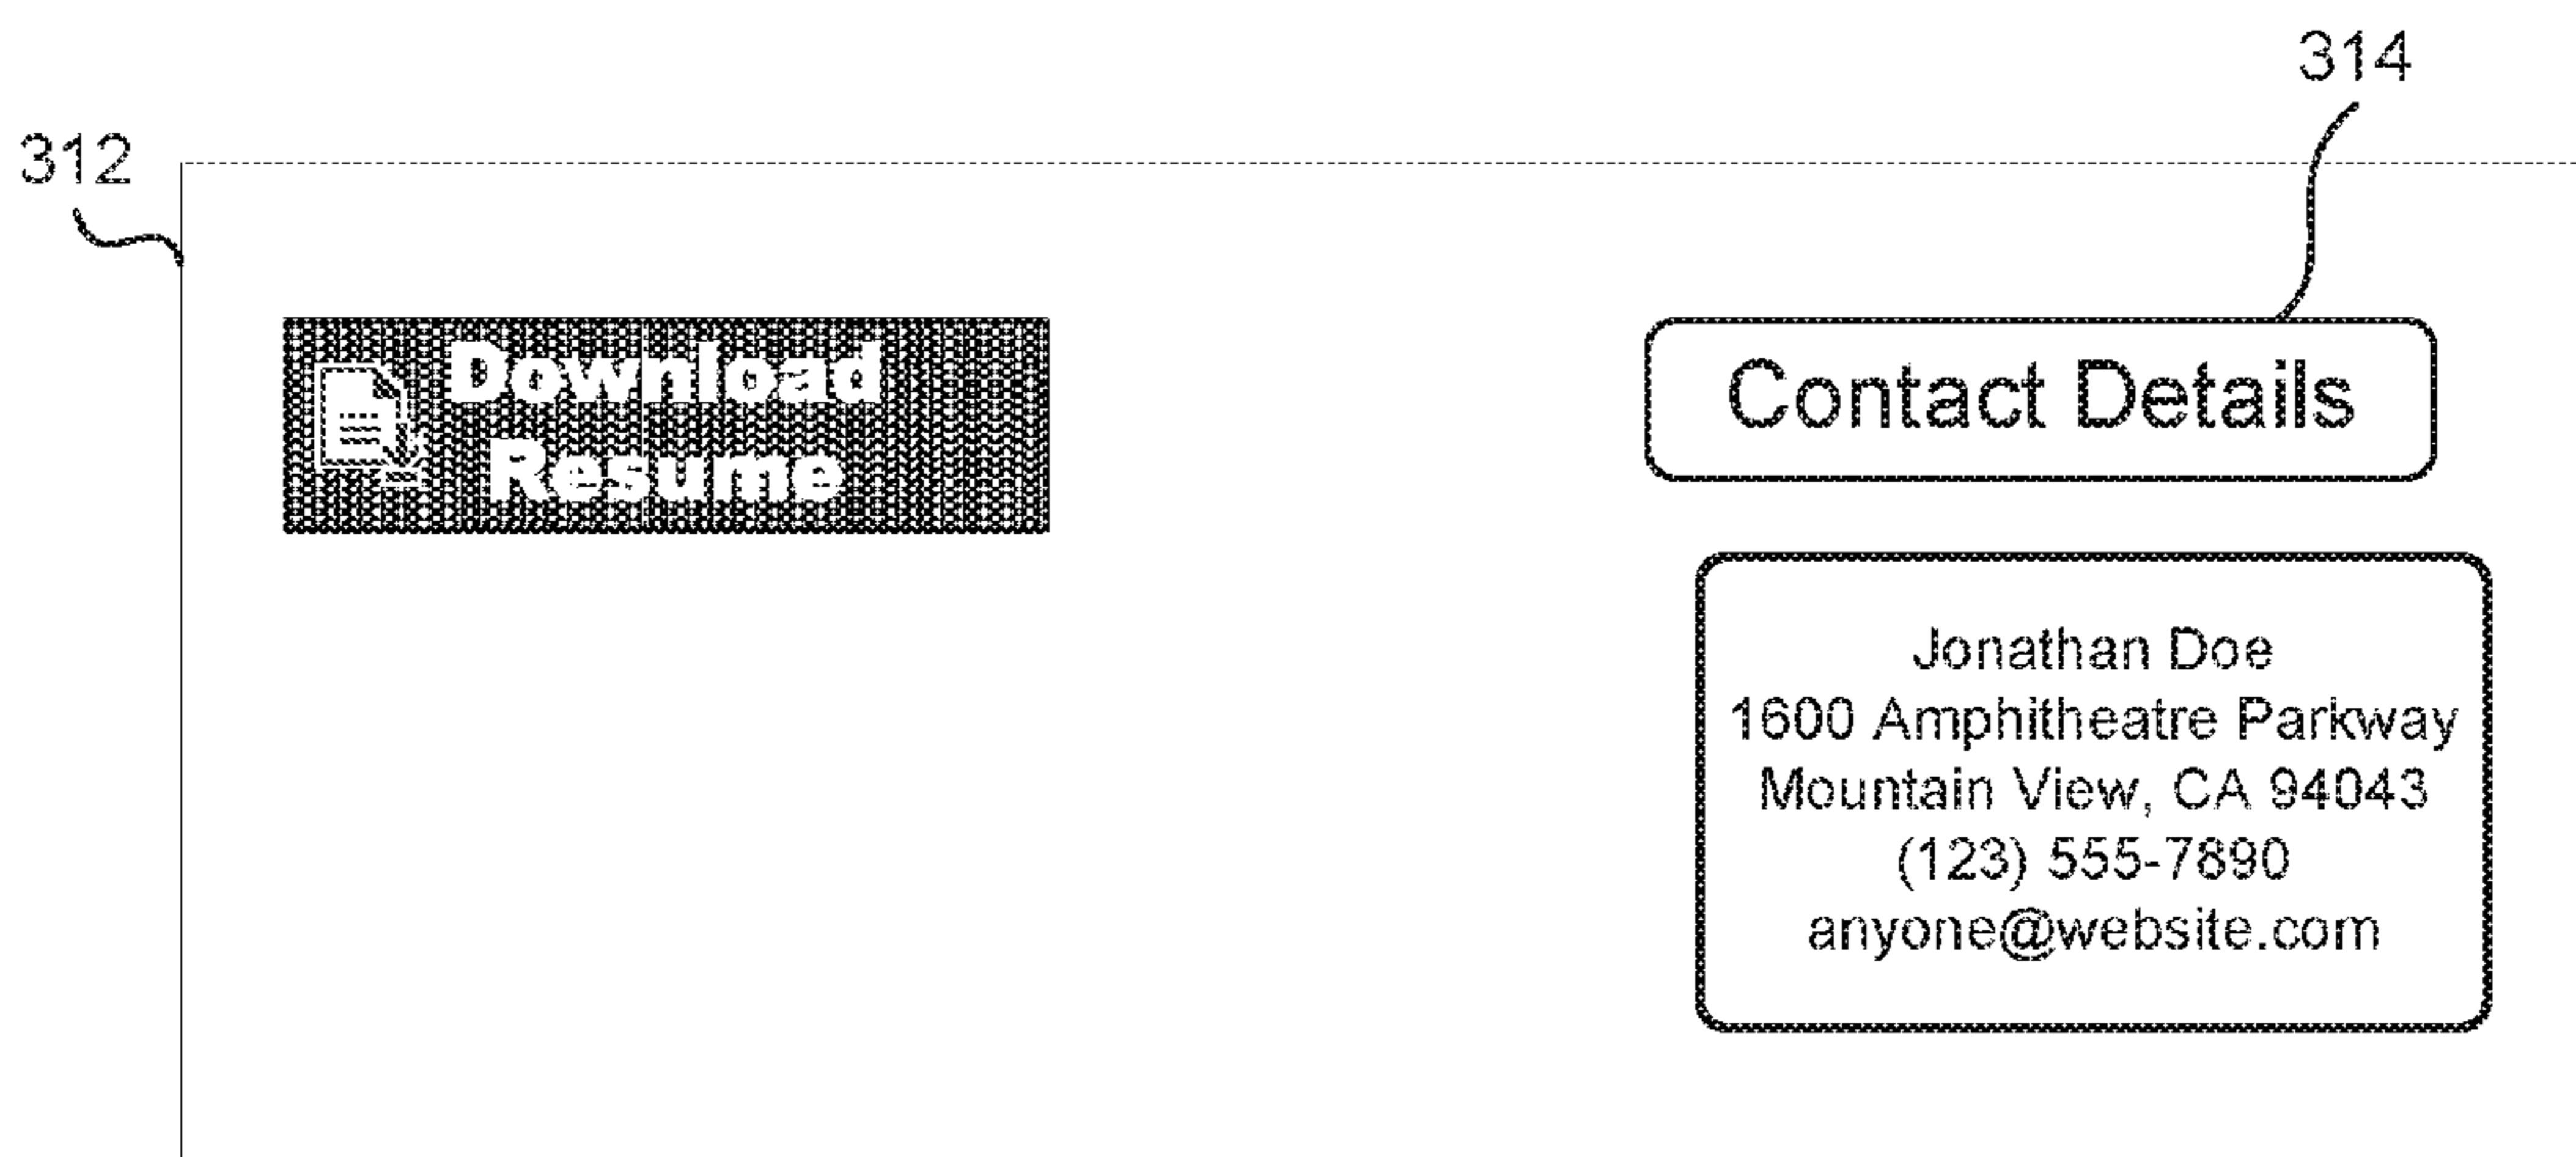 314
312
Download
Resume
Contact Details
Jonathan Doe
1600 Amphitheatre Parkway
Mountain View, CA 94043
(123) 555-7890
anyone@website.com